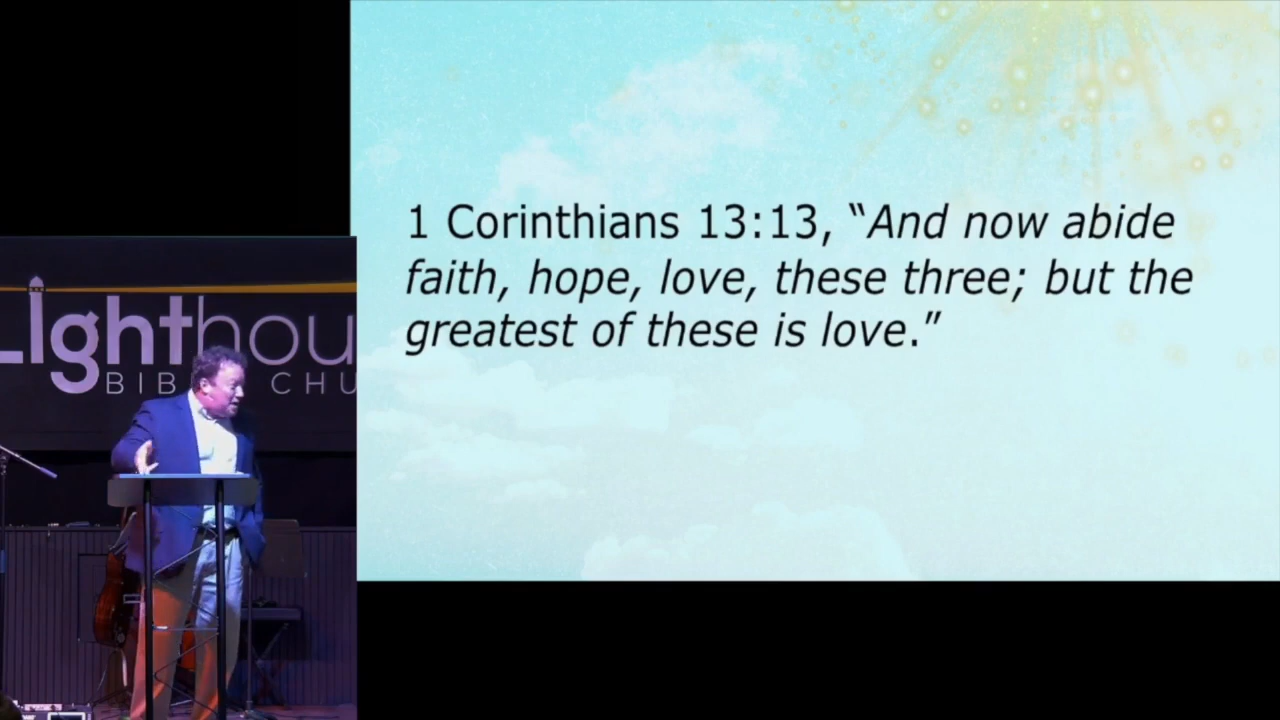 1 Corinthians 13:13, “And now abide
faith, hope, love, these three; but the
greatest of these is love.”
Lighthou
BIB CHU